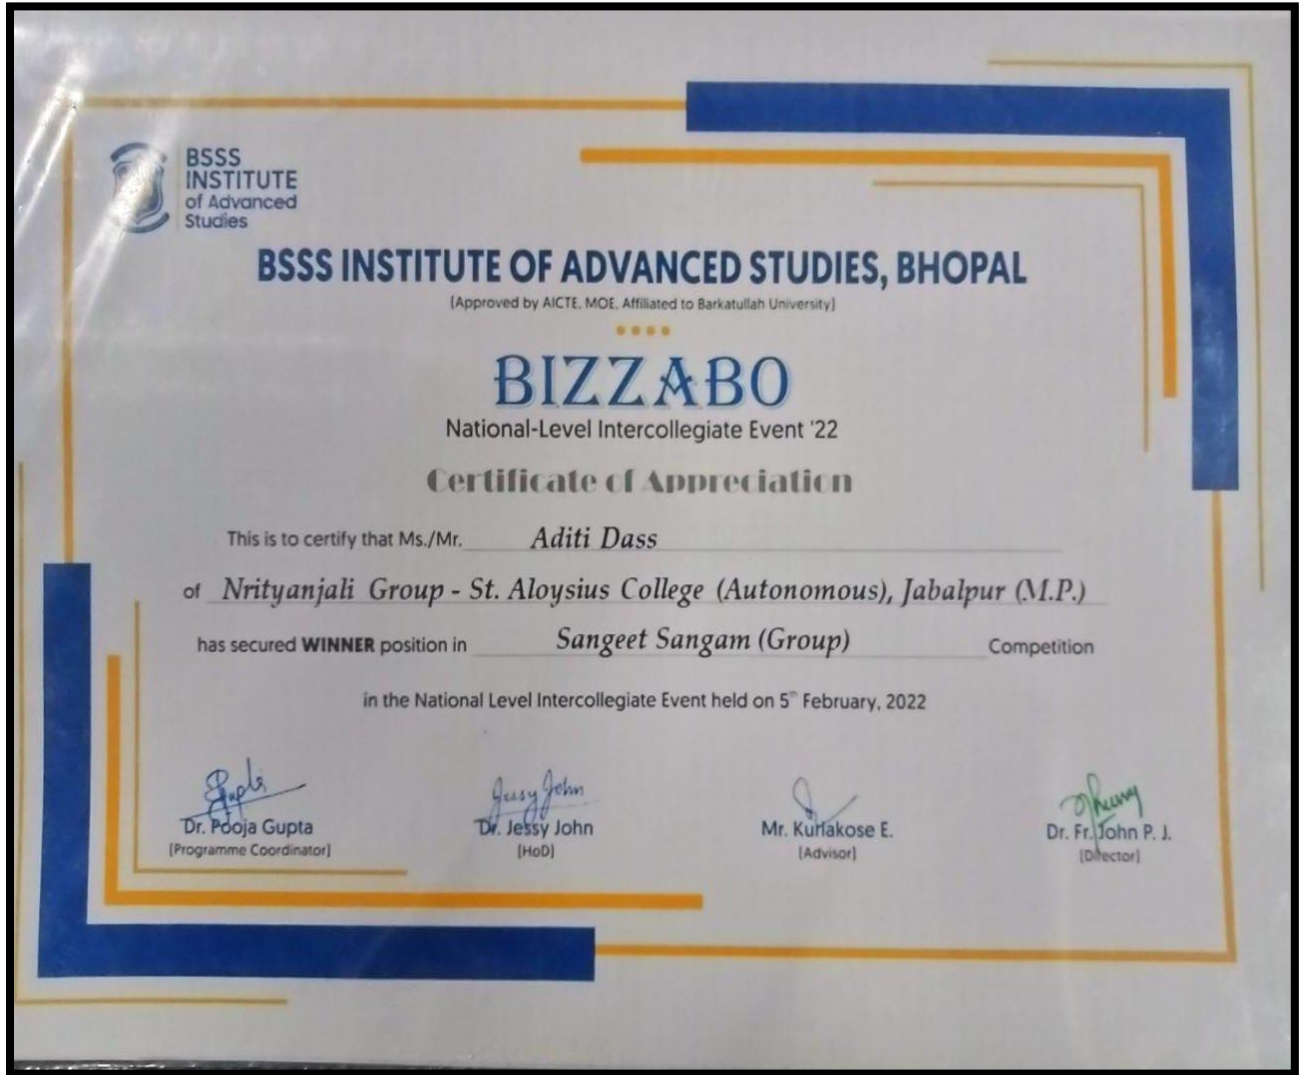 BSSS
INSTITUTE
of Advanced
Studies
BSSS INSTITUTE OF ADVANCED STUDIES, BHOPAL
(Approved by AICTE, MOE, Affiliated to Barkatullah University)
BIZZABO
National-Level Intercollegiate Event '22
Certificate of Appreciation
This is to certify that Ms./Mr. Aditi Dass
of Nrityanjali Group - St. Aloysius College (Autonomous), Jabalpur (M.P.)
has secured WINNER position in Sangeet Sangam (Group) Competition
in the National Level Intercollegiate Event held on 5th February, 2022
Gupta Jessy John
Dr. Pooja Gupta Dr. Jessy John Mr. Kuriakose E. Dr. Fr. John P. J.
(Programme Coordinator) (HoD) (Advisor) (Director)